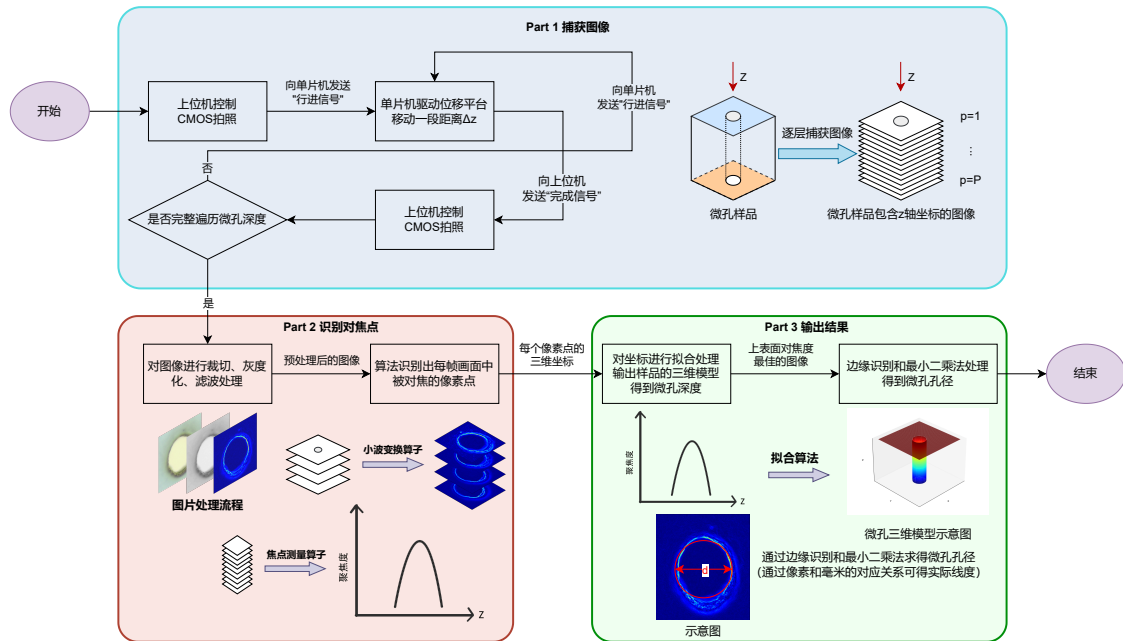 Part 1 捕获图像
开始
上位机控制
CMOS拍照
向单片机发送
"行进信号"
单片机驱动位移平台
移动一段距离Δz
向单片机
发送"行进信号"
向上位机
发送“完成信号”
上位机控制
CMOS拍照
否
是否完整遍历微孔深度
是
Z
微孔样品
逐层捕获图像
Z
p=1
...
p=P
微孔样品包含z轴坐标的图像
Part 2 识别对焦点
对图像进行裁切、灰度
化、滤波处理
预处理后的图像
算法识别出每帧画面中
被对焦的像素点
图片处理流程
小波变换算子
焦点测量算子
聚焦度
Z
每个像素点的
三维坐标
Part 3 输出结果
对坐标进行拟合处理
输出样品的三维模型
得到微孔深度
上表面对焦度
最佳的图像
边缘识别和最小二乘法处理
得到微孔孔径
结束
聚焦度
Z
拟合算法
微孔三维模型示意图
d
示意图
通过边缘识别和最小二乘法求得微孔孔径
（通过像素和毫米的对应关系可得实际线度）